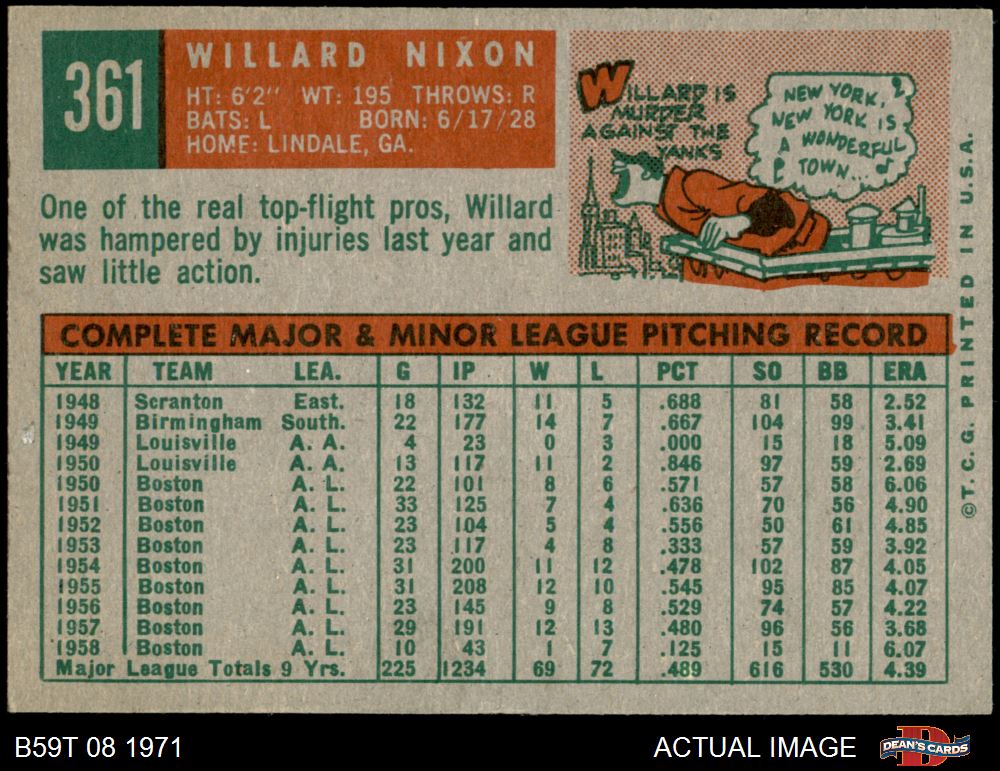 361
WILLARD NIXON
HT: 6'2" WT: 195 THROWS: R
BATS: L BORN: 6/17/28
HOME: LINDALE, GA.
WILLARD IS
MURDER
AGAINST THE
YANKS
NEW YORK,
NEW YORK IS
A WONDERFUL
TOWN...
One of the real top-flight pros, Willard
was hampered by injuries last year and
saw little action.
COMPLETE MAJOR & MINOR LEAGUE PITCHING RECORD
YEAR TEAM LEA. G IP W L PCT SO BB ERA
1948 Scranton East. 18 132 11 5 .688 81 58 2.52
1949 Birmingham South. 22 177 14 7 .667 104 99 3.41
1949 Louisville A. A. 4 23 0 3 .000 15 18 5.09
1950 Louisville A. A. 13 117 11 2 .846 97 59 2.69
1950 Boston A. L. 22 101 8 6 .571 57 58 6.06
1951 Boston A. L. 33 125 7 4 .636 70 56 4.90
1952 Boston A. L. 23 104 5 4 .556 50 61 4.85
1953 Boston A. L. 23 117 4 8 .333 57 59 3.92
1954 Boston A. L. 31 200 11 12 .478 102 87 4.05
1955 Boston A. L. 31 208 12 10 .545 95 85 4.07
1956 Boston A. L. 23 145 9 8 .529 74 57 4.22
1957 Boston A. L. 29 191 12 13 .480 96 56 3.68
1958 Boston A. L. 10 43 1 7 .125 15 11 6.07
Major League Totals 9 Yrs. 225 1234 69 72 .489 616 530 4.39
©T. C. G. PRINTED IN U.S.A.
B59T 08 1971
ACTUAL IMAGE
DEAN'S CARDS